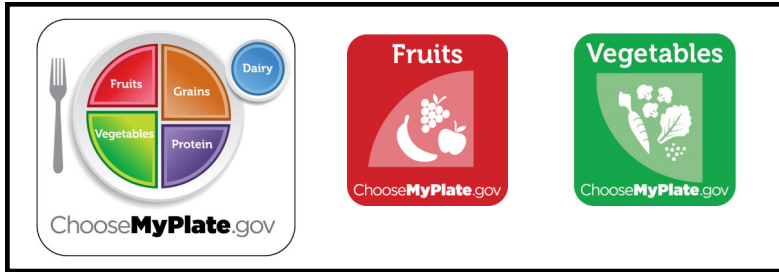 Fruits
Grains
Dairy
Vegetables
Protein
ChooseMyPlate.gov
Fruits
ChooseMyPlate.gov
Vegetables
ChooseMyPlate.gov